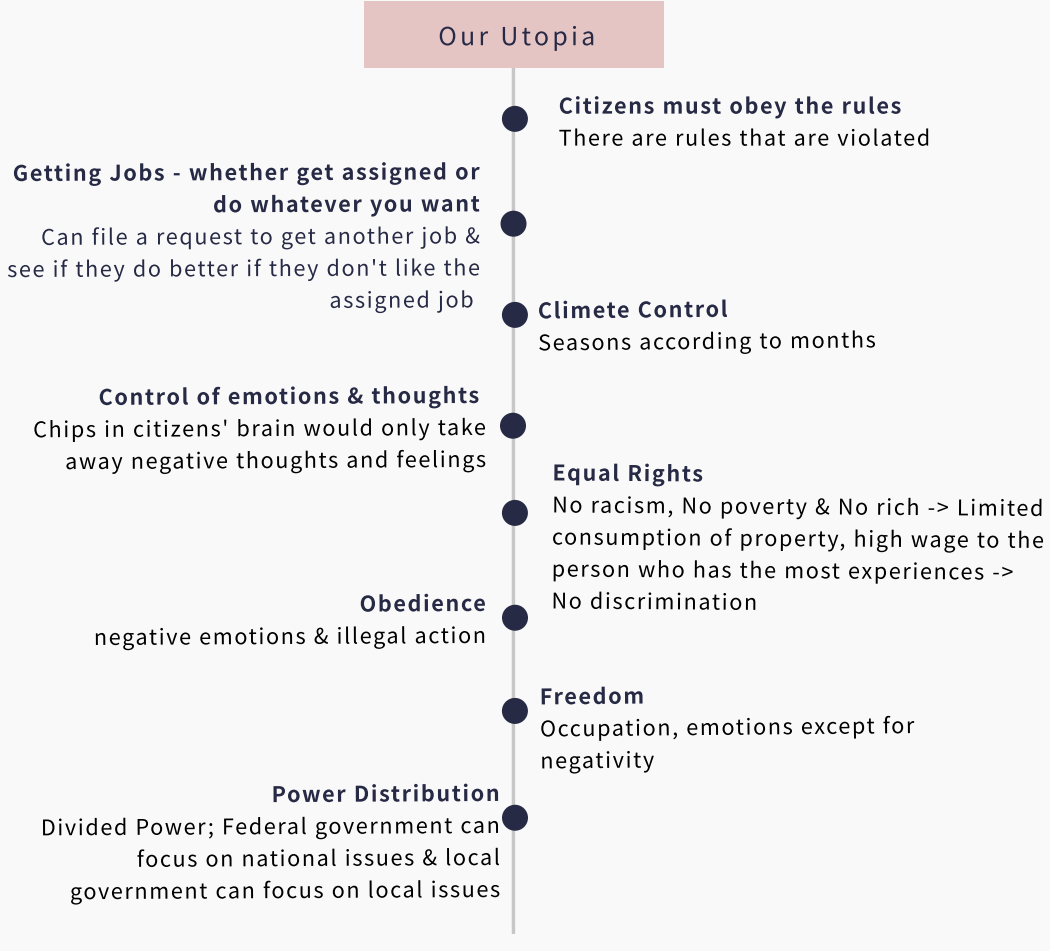 Our Utopia
Citizens must obey the rules
There are rules that are violated
Getting Jobs - whether get assigned or
do whatever you want
Can file a request to get another job &
see if they do better if they don't like the
assigned job
Climete Control
Seasons according to months
Control of emotions & thoughts
Chips in citizens' brain would only take
away negative thoughts and feelings
Equal Rights
No racism, No poverty & No rich -> Limited
consumption of property, high wage to the
person who has the most experiences ->
No discrimination
Obedience
negative emotions & illegal action
Freedom
Occupation, emotions except for
negativity
Power Distribution
Divided Power; Federal government can
focus on national issues & local
government can focus on local issues